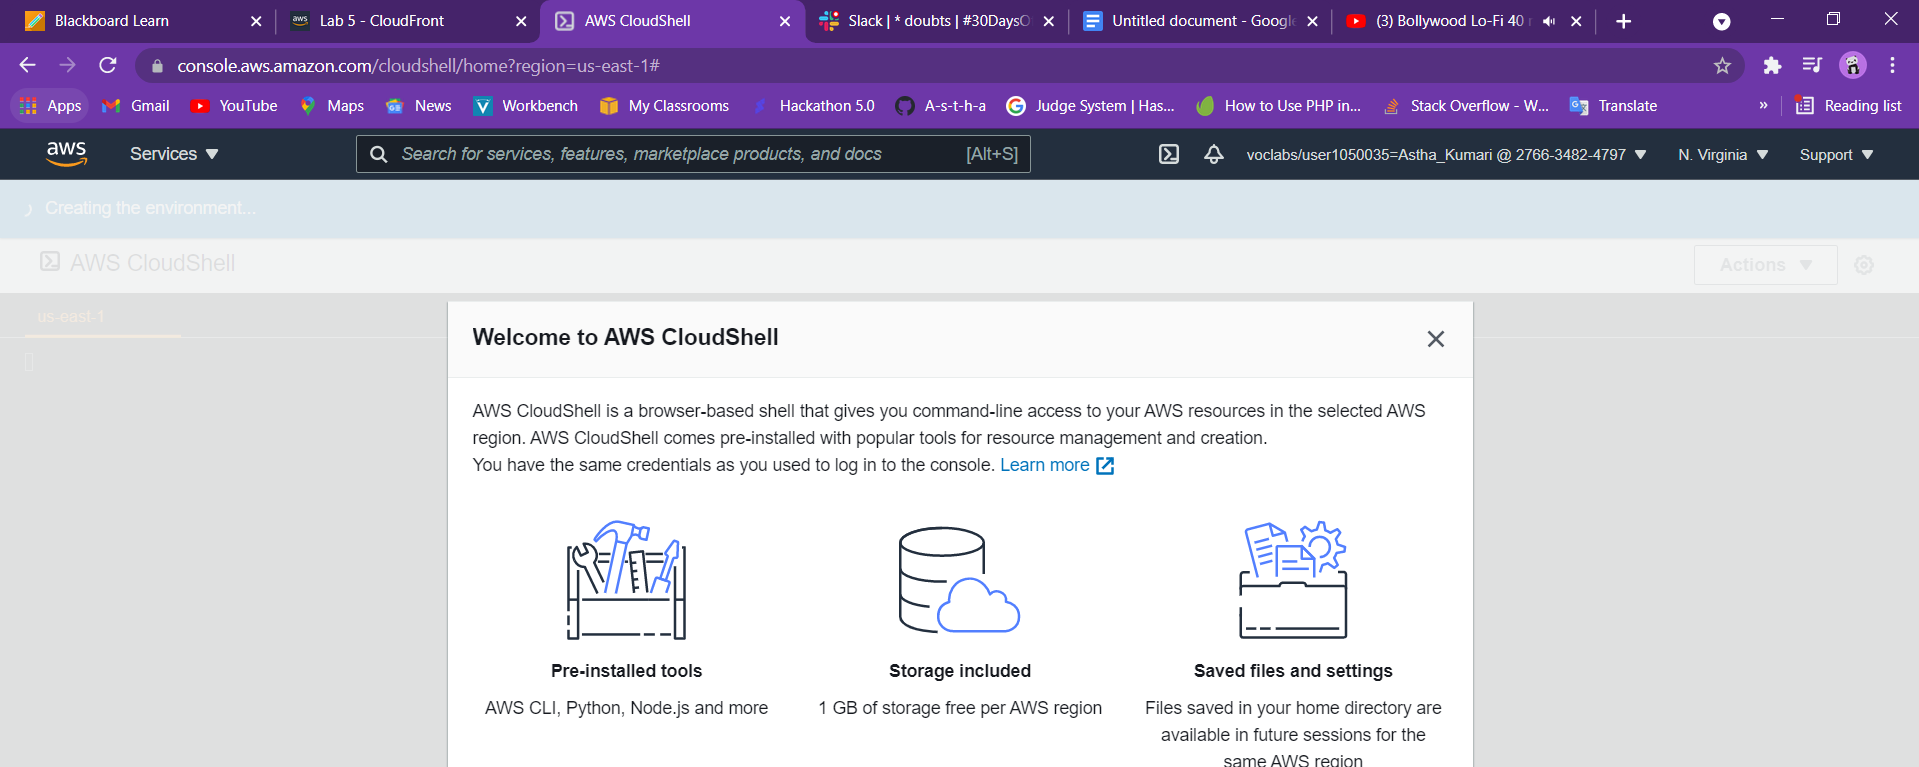 Blackboard Learn
Lab 5 - CloudFront
AWS CloudShell
Slack | * doubts | #30DaysO
Untitled document - Google
(3) Bollywood Lo-Fi 40
console.aws.amazon.com/cloudshell/home?region=us-east-1#
Apps
Gmail
YouTube
Maps
News
Workbench
My Classrooms
Hackathon 5.0
A-s-t-h-a
Judge System | Has...
How to Use PHP in...
Stack Overflow - W...
Translate
»
Reading list
aws
Services
Search for services, features, marketplace products, and docs
[Alt+S]
voclabs/user1050035=Astha_Kumari @ 2766-3482-4797
N. Virginia
Support
Creating the environment...
AWS CloudShell
Actions
us-east-1
Welcome to AWS CloudShell
AWS CloudShell is a browser-based shell that gives you command-line access to your AWS resources in the selected AWS
region. AWS CloudShell comes pre-installed with popular tools for resource management and creation.
You have the same credentials as you used to log in to the console. Learn more
Pre-installed tools
AWS CLI, Python, Node.js and more
Storage included
1 GB of storage free per AWS region
Saved files and settings
Files saved in your home directory are
available in future sessions for the
same AWS region